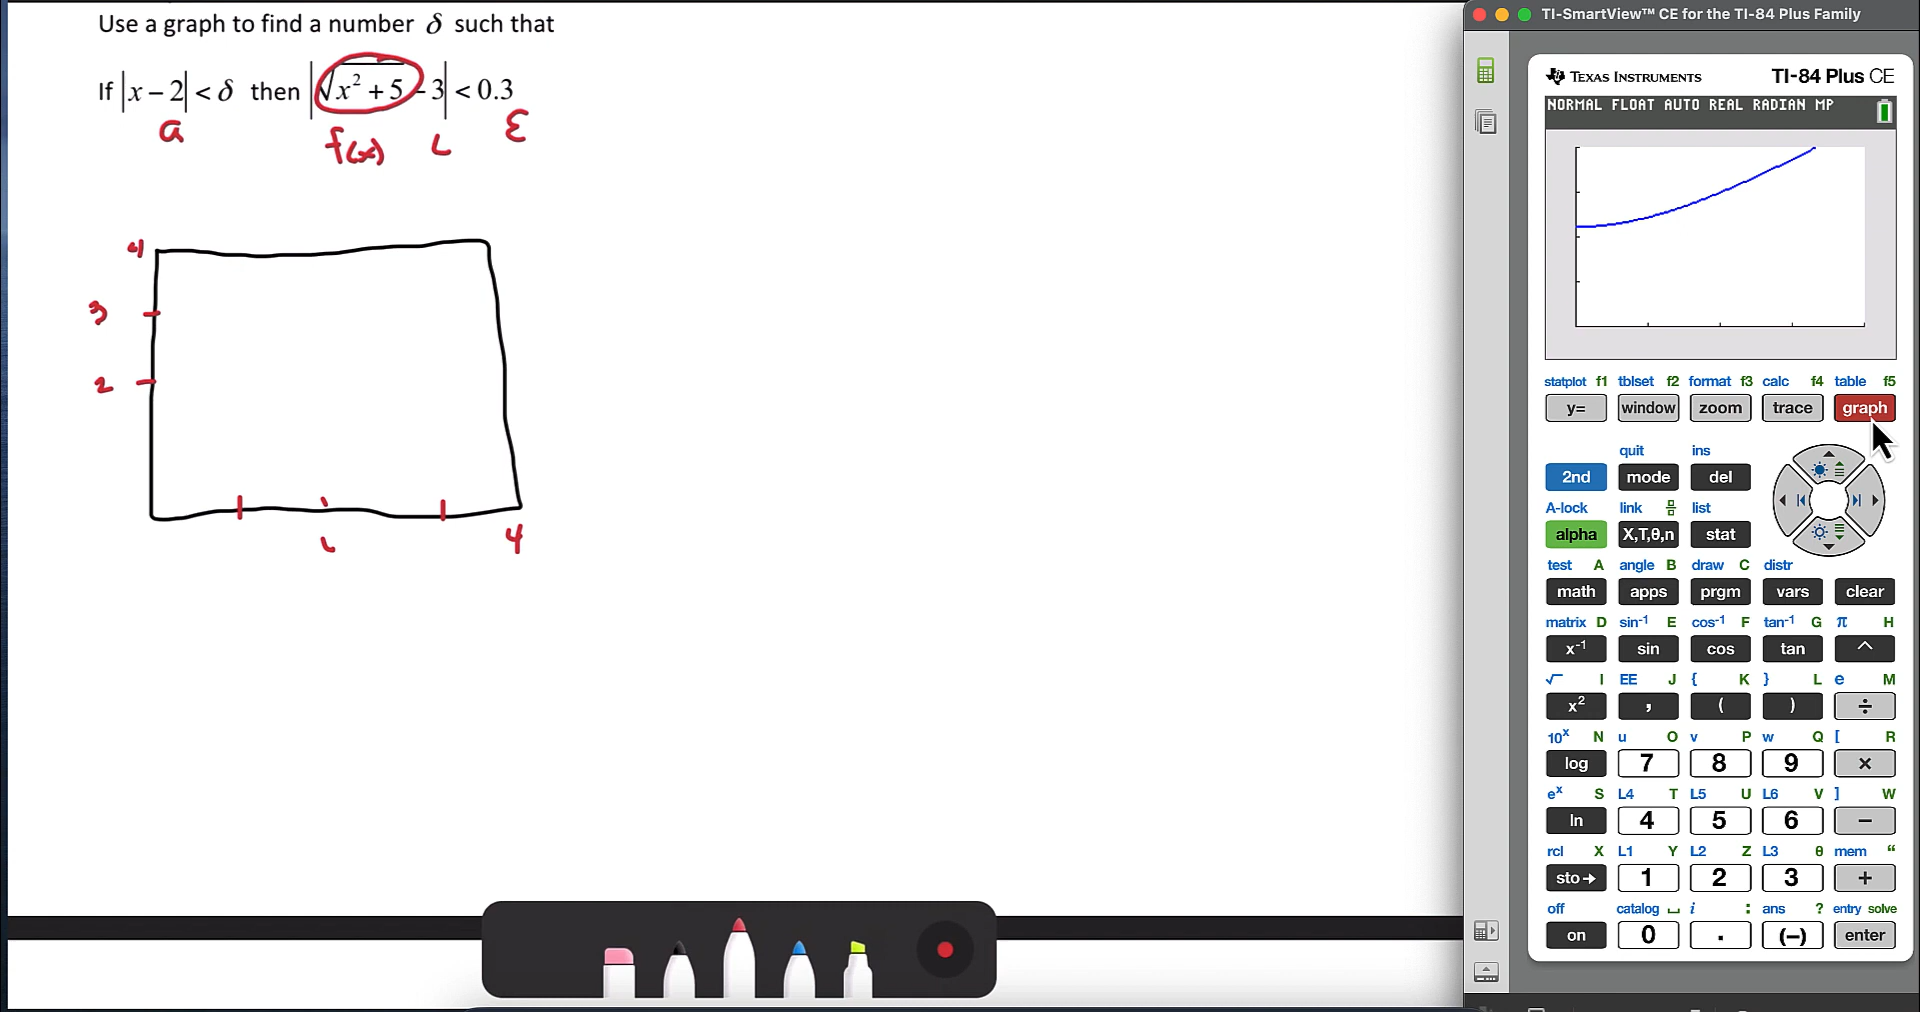 Use a graph to find a number δ such that
If |x − 2| < δ then |√x² + 5 - 3| < 0.3
a f(x) L ε
4
3
2
4
TI-SmartView™ CE for the TI-84 Plus Family
TEXAS INSTRUMENTS TI-84 Plus CE
NORMAL FLOAT AUTO REAL RADIAN MP
statplot f1 tblset f2 format f3 calc f4 table f5
y= window zoom trace graph
quit ins
2nd mode del
A-lock link list
alpha X,T,θ,n stat
test A angle B draw C distr
math apps prgm vars clear
matrix D sin⁻¹ E cos⁻¹ F tan⁻¹ G π H
x⁻¹ sin cos tan ^
√ I EE J { K } L e M
x² , ( ) ÷
10ˣ N u O v P w Q [ R
log 7 8 9 ×
eˣ S L4 T L5 U L6 V ] W
ln 4 5 6 −
rcl X L1 Y L2 Z L3 θ mem “
sto→ 1 2 3 +
off catalog ⎵ i : ans ? entry solve
on 0 . (−) enter